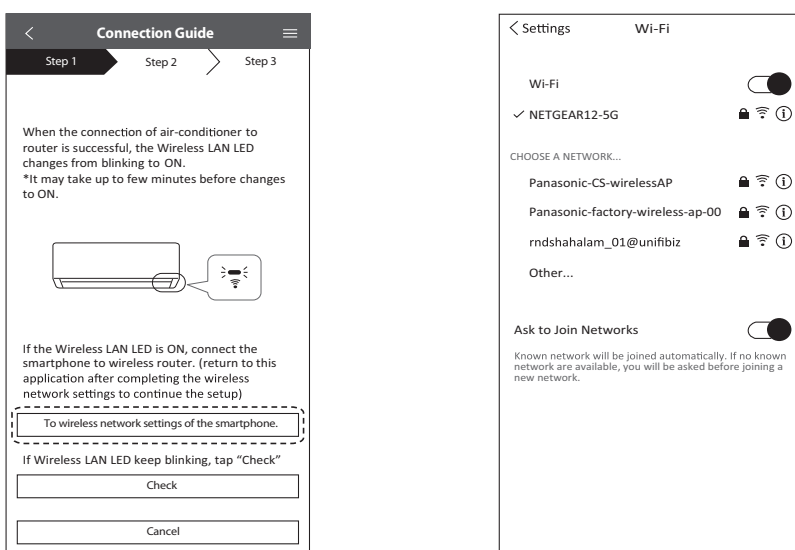 Connection Guide
Step 1
Step 2
Step 3
When the connection of air-conditioner to
router is successful, the Wireless LAN LED
changes from blinking to ON.
*It may take up to few minutes before changes
to ON.
If the Wireless LAN LED is ON, connect the
smartphone to wireless router. (return to this
application after completing the wireless
network settings to continue the setup)
To wireless network settings of the smartphone.
If Wireless LAN LED keep blinking, tap “Check”
Check
Cancel
Settings
Wi-Fi
Wi-Fi
NETGEAR12-5G
CHOOSE A NETWORK...
Panasonic-CS-wirelessAP
Panasonic-factory-wireless-ap-00
rndshahalam_01@unifibiz
Other...
Ask to Join Networks
Known network will be joined automatically. If no known
network are available, you will be asked before joining a
new network.